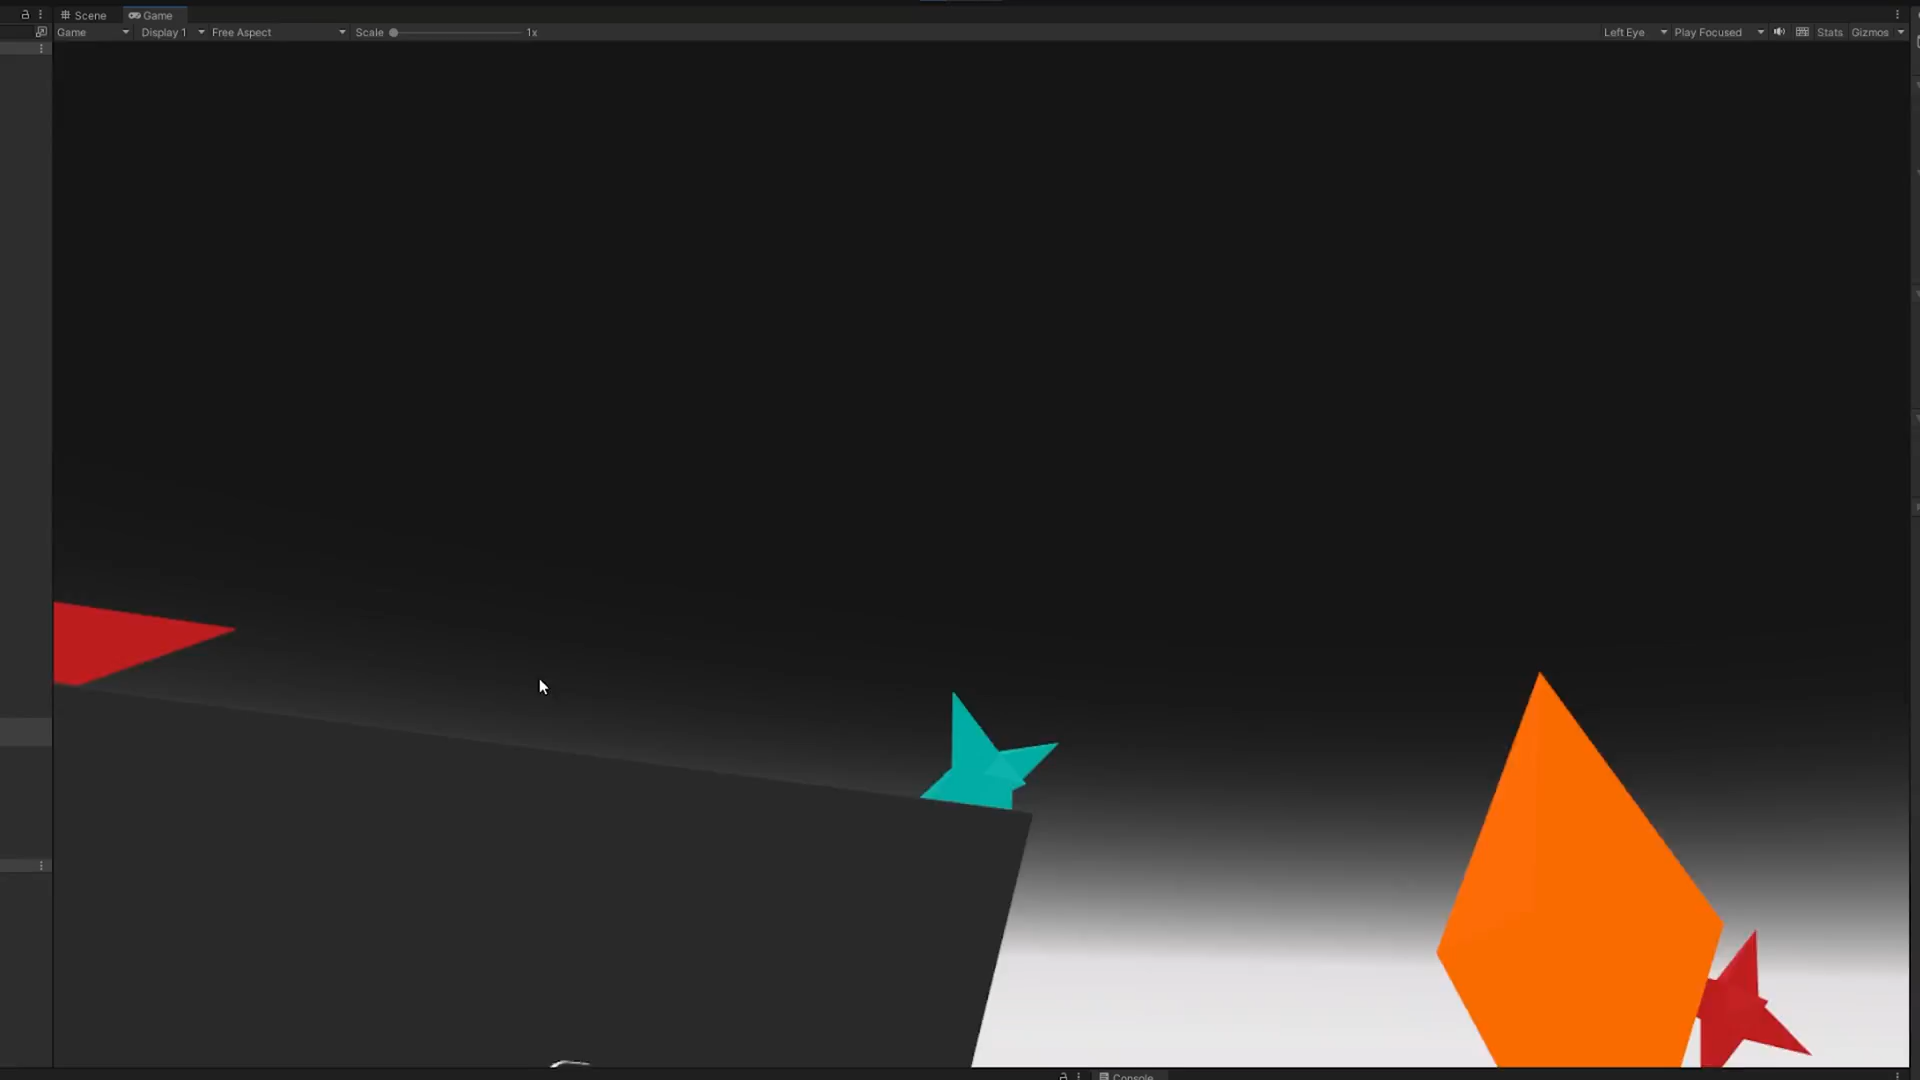 Scene Game
Game Display 1 Free Aspect Scale 1x Left Eye Play Focused Stats Gizmos
Console